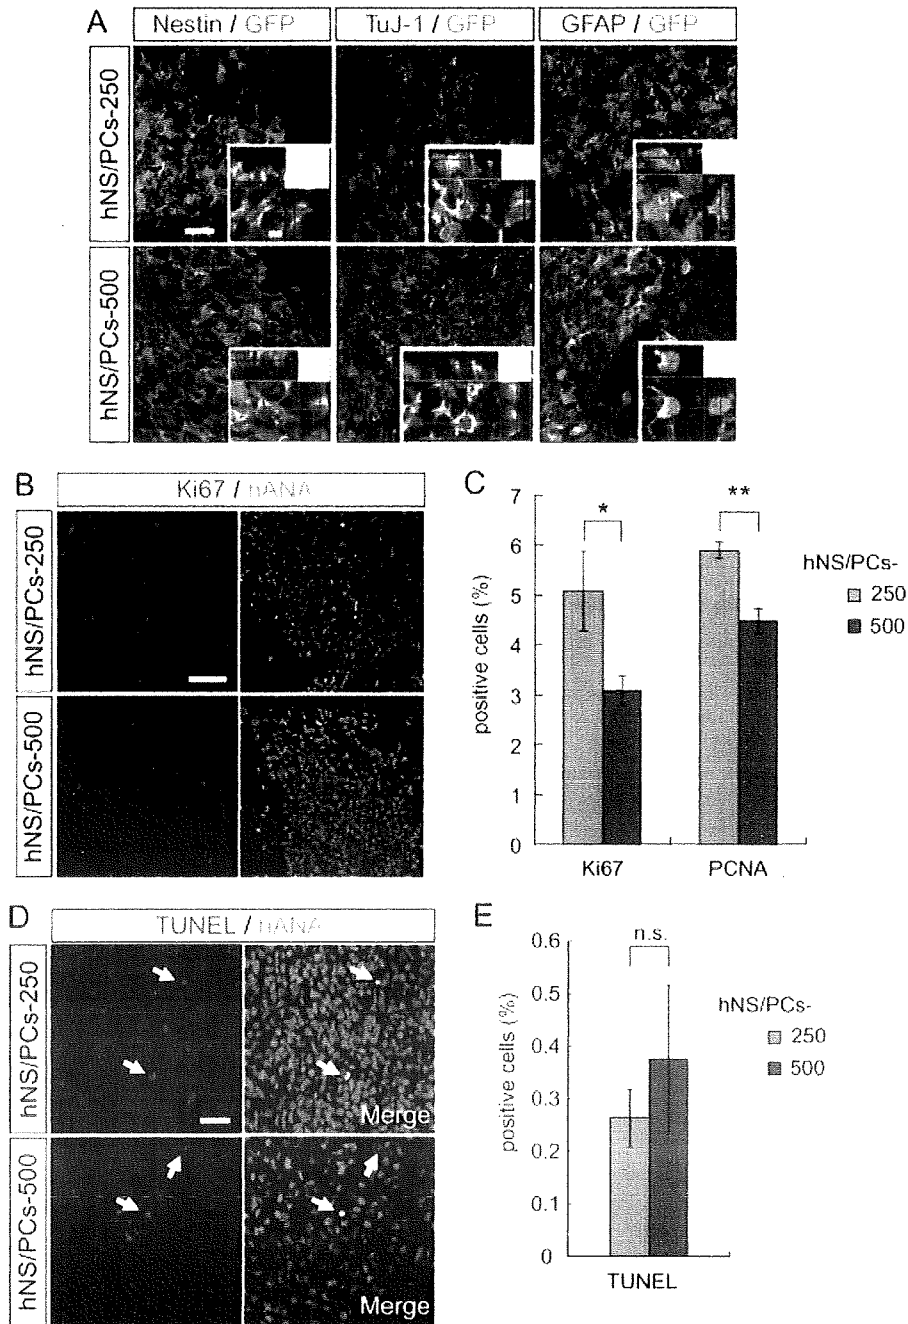 A
Nestin / GFP
TuJ-1 / GFP
GFAP / GFP
hNS/PCs-250
hNS/PCs-500
B
Ki67 / hANA
hNS/PCs-250
hNS/PCs-500
C
7
6
5
4
3
2
1
0
positive cells (%)
*
**
Ki67
PCNA
hNS/PCs-
250
500
D
TUNEL / hANA
hNS/PCs-250
Merge
hNS/PCs-500
Merge
E
0.6
0.5
0.4
0.3
0.2
0.1
0
positive cells (%)
n.s.
TUNEL
hNS/PCs-
250
500